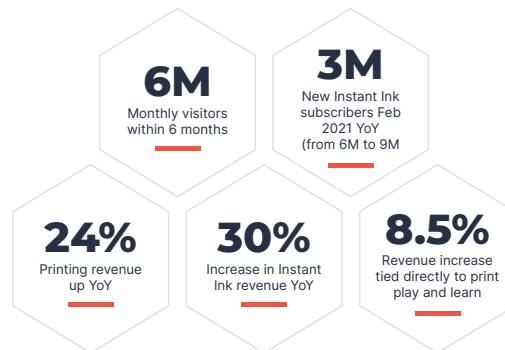 6M
Monthly visitors
within 6 months
3M
New Instant Ink
subscribers Feb
2021 YoY
(from 6M to 9M
24%
Printing revenue
up YoY
30%
Increase in Instant
Ink revenue YoY
8.5%
Revenue increase
tied directly to print
play and learn